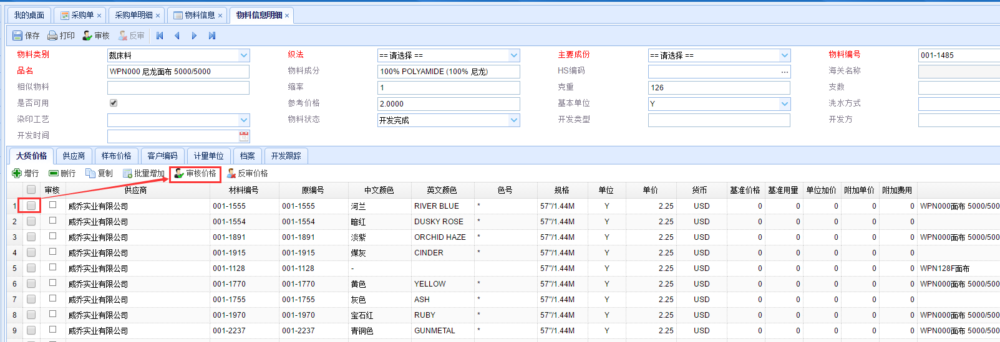 我的桌面 采购单 × 采购单明细 × 物料信息 × 物料信息明细 ×
保存 打印 审核 反审
物料类别 裁床料 织法 == 请选择 == 主要成份 == 请选择 == 物料编号 001-1485
品名 WPN000 尼龙面布 5000/5000 物料成分 100% POLYAMIDE (100% 尼龙) HS编码 ... 海关名称
相似物料 缩率 1 克重 126 支数
是否可用 参考价格 2.0000 基本单位 Y 洗水方式
染印工艺 物料状态 开发完成 开发类型 开发方
开发时间
大货价格 供应商 样布价格 客户编码 计量单位 档案 开发跟踪
增行 删行 复制 批量增加 审核价格 反审价格
审核 供应商 材料编号 原编号 中文颜色 英文颜色 色号 规格 单位 单价 货币 基准价格 基准用量 单位加价 附加单价 附加费用
1 威乔实业有限公司 001-1555 001-1555 河兰 RIVER BLUE * 57"/1.44M Y 2.25 USD 0 0 0 0 0 WPN000面布 5000/500
2 威乔实业有限公司 001-1554 001-1554 暗红 DUSKY ROSE * 57"/1.44M Y 2.25 USD 0 0 0 0 0
3 威乔实业有限公司 001-1891 001-1891 淡紫 ORCHID HAZE * 57"/1.44M Y 2.25 USD 0 0 0 0 0 WPN000面布 5000/500
4 威乔实业有限公司 001-1915 001-1915 煤灰 CINDER * 57"/1.44M Y 2.25 USD 0 0 0 0 0
5 威乔实业有限公司 001-1128 001-1128 - 57"/1.44M Y 2.25 USD 0 0 0 0 0 WPN128F面布
6 威乔实业有限公司 001-1770 001-1770 黄色 YELLOW * 57"/1.44M Y 2.25 USD 0 0 0 0 0 WPN000面布 5000/500
7 威乔实业有限公司 001-1755 001-1755 灰色 ASH * 57"/1.44M Y 2.25 USD 0 0 0 0 0
8 威乔实业有限公司 001-1970 001-1970 宝石红 RUBY * 57"/1.44M Y 2.25 USD 0 0 0 0 0 WPN000面布 5000/500
9 威乔实业有限公司 001-2237 001-2237 青铜色 GUNMETAL * 57"/1.44M Y 2.25 USD 0 0 0 0 0 WPN000面布 5000/500